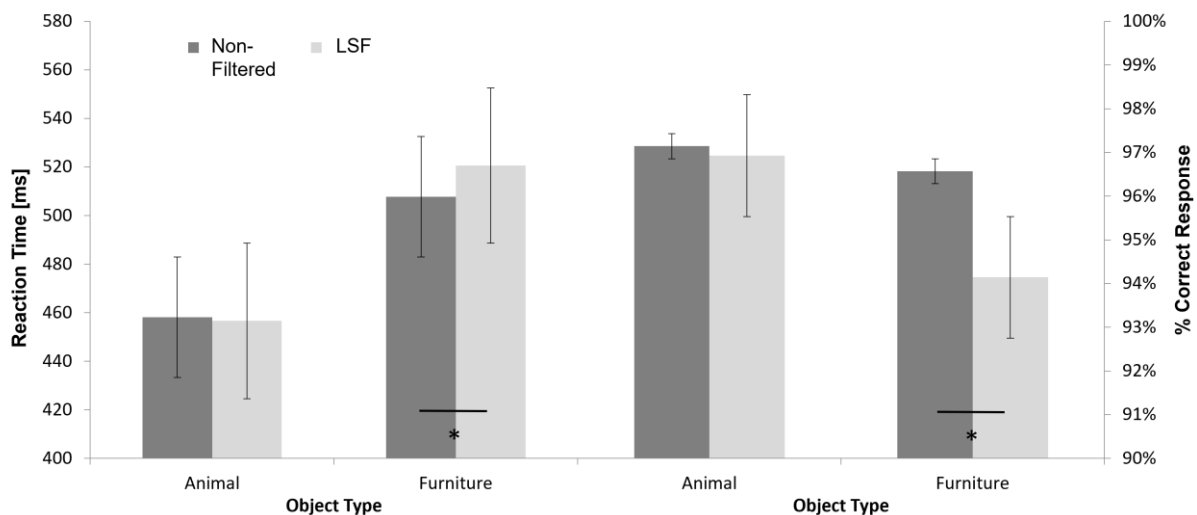 580
560
540
520
500
480
460
440
420
400
Reaction Time [ms]
Non-
Filtered
LSF
100%
99%
98%
97%
96%
95%
94%
93%
92%
91%
90%
% Correct Response
*
*
Animal
Furniture
Animal
Furniture
Object Type
Object Type